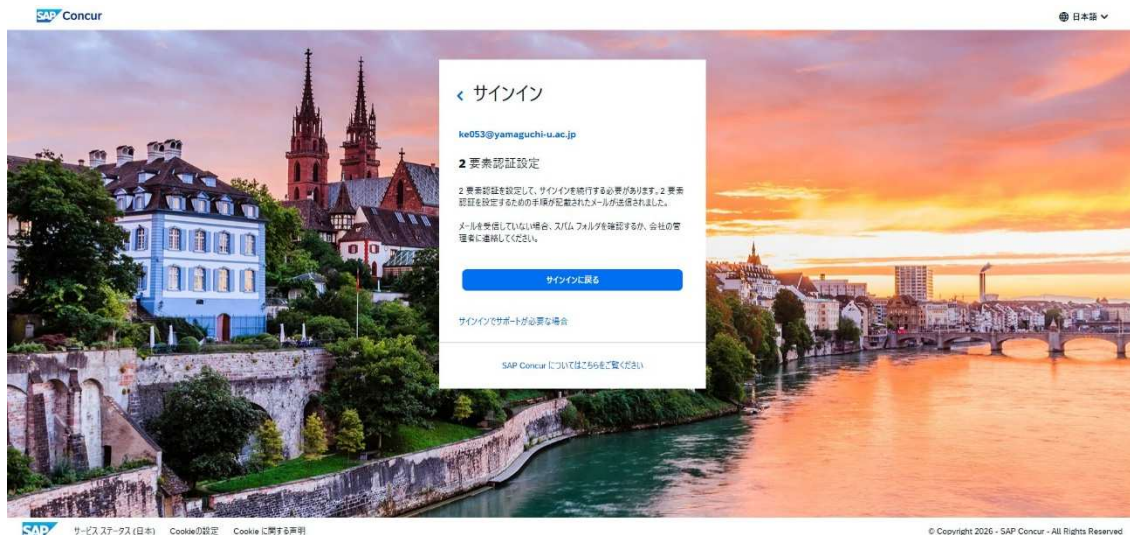 SAP Concur
日本語
サインイン
ke053@yamaguchi-u.ac.jp
2 要素認証設定
2 要素認証を設定して、サインインを続行する必要があります。2 要素
認証を設定するための手順が記載されたメールが送信されました。
メールを受信していない場合、スパム フォルダを確認するか、会社の管
理者に連絡してください。
サインインに戻る
サインインでサポートが必要な場合
SAP Concur についてはこちらをご覧ください
SAP サービス ステータス (日本) Cookieの設定 Cookie に関する声明 © Copyright 2026 - SAP Concur - All Rights Reserved